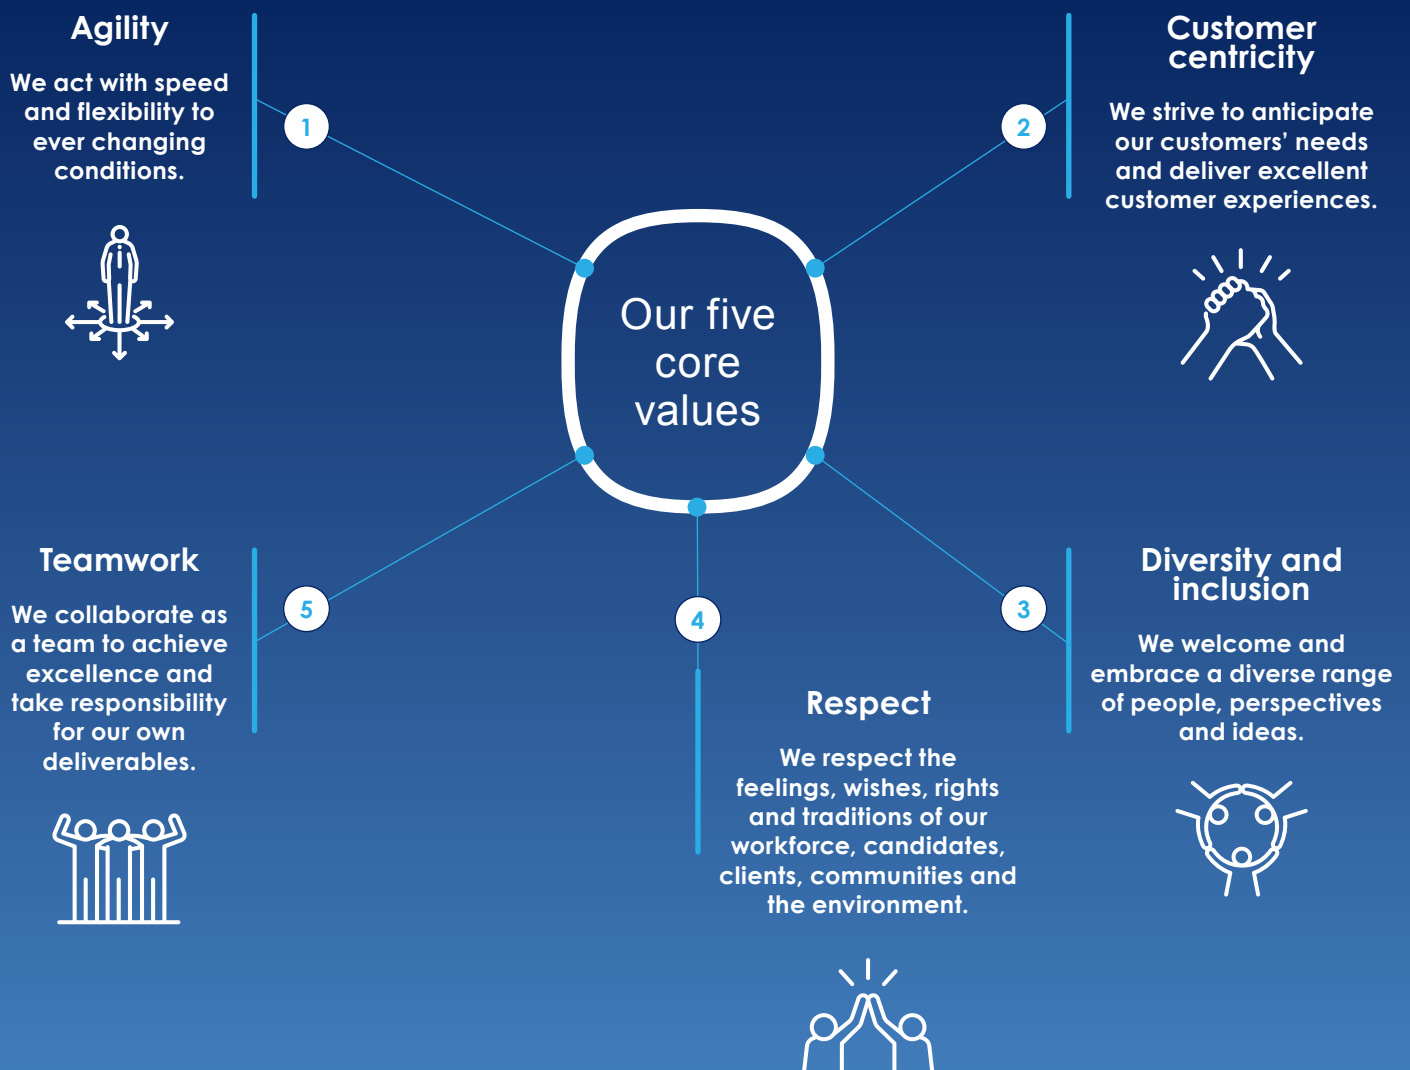 Agility
We act with speed
and flexibility to
ever changing
conditions.
1
Customer
centricity
We strive to anticipate
our customers’ needs
and deliver excellent
customer experiences.
2
Our five
core
values
Diversity and
inclusion
We welcome and
embrace a diverse range
of people, perspectives
and ideas.
3
Respect
We respect the
feelings, wishes, rights
and traditions of our
workforce, candidates,
clients, communities and
the environment.
4
Teamwork
We collaborate as
a team to achieve
excellence and
take responsibility
for our own
deliverables.
5